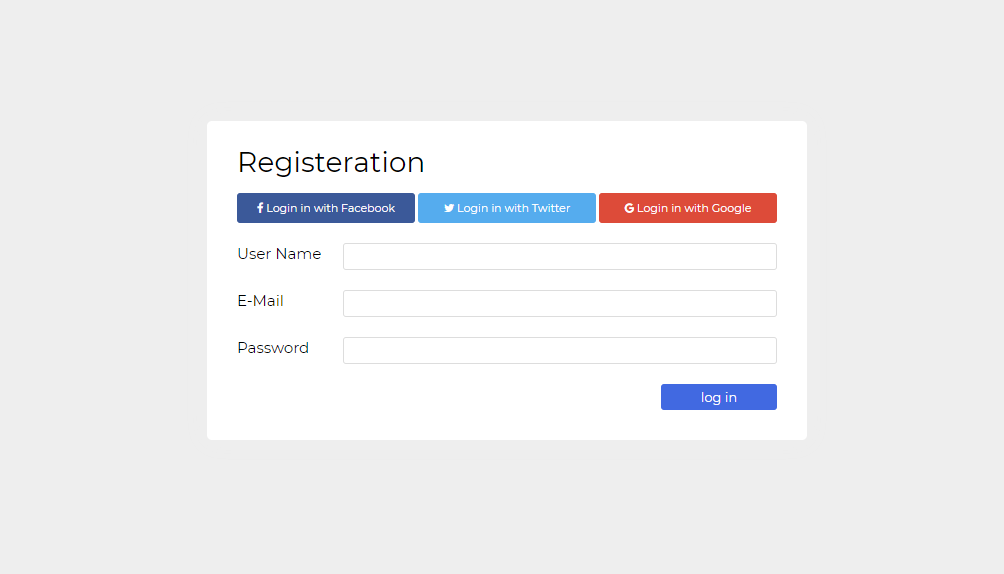 Registeration
Login in with Facebook Login in with Twitter Login in with Google
User Name
E-Mail
Password
log in